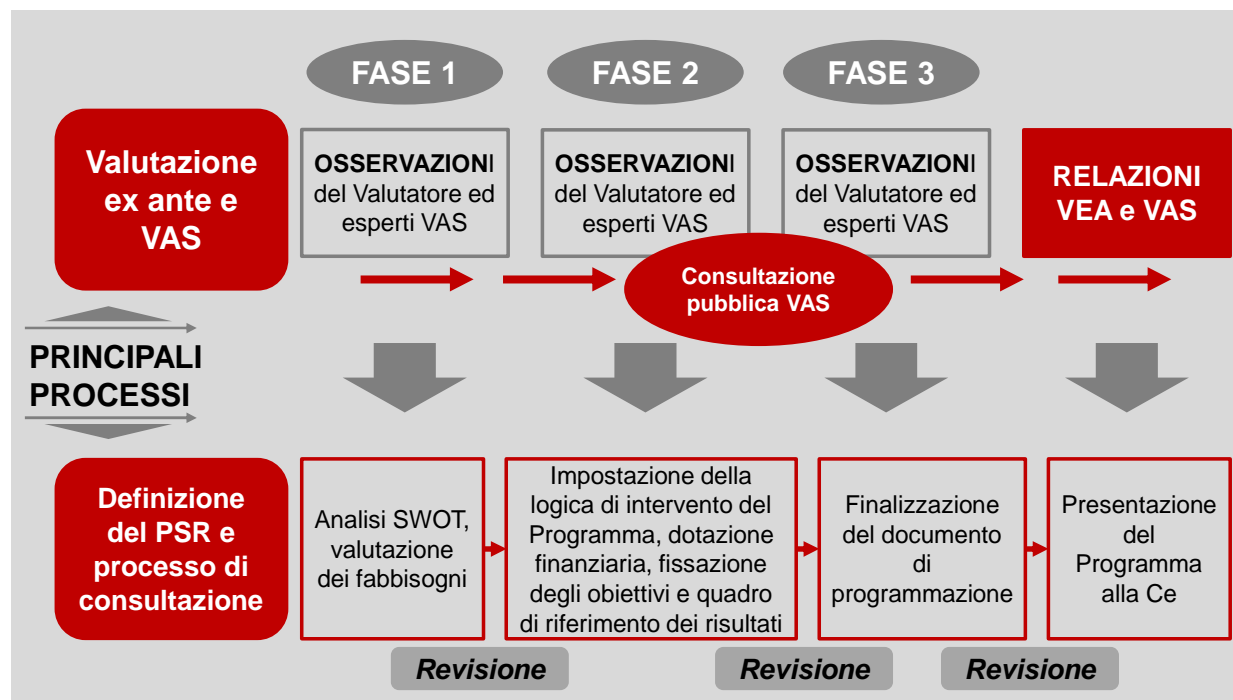 FASE 1
FASE 2
FASE 3
Valutazione
ex ante e
VAS
OSSERVAZIONI
del Valutatore ed
esperti VAS
OSSERVAZIONI
del Valutatore ed
esperti VAS
OSSERVAZIONI
del Valutatore ed
esperti VAS
RELAZIONI
VEA e VAS
Consultazione
pubblica VAS
PRINCIPALI
PROCESSI
Definizione
del PSR e
processo di
consultazione
Analisi SWOT,
valutazione
dei fabbisogni
Impostazione della
logica di intervento del
Programma, dotazione
finanziaria, fissazione
degli obiettivi e quadro
di riferimento dei risultati
Finalizzazione
del documento
di
programmazione
Presentazione
del
Programma
alla Ce
Revisione
Revisione
Revisione